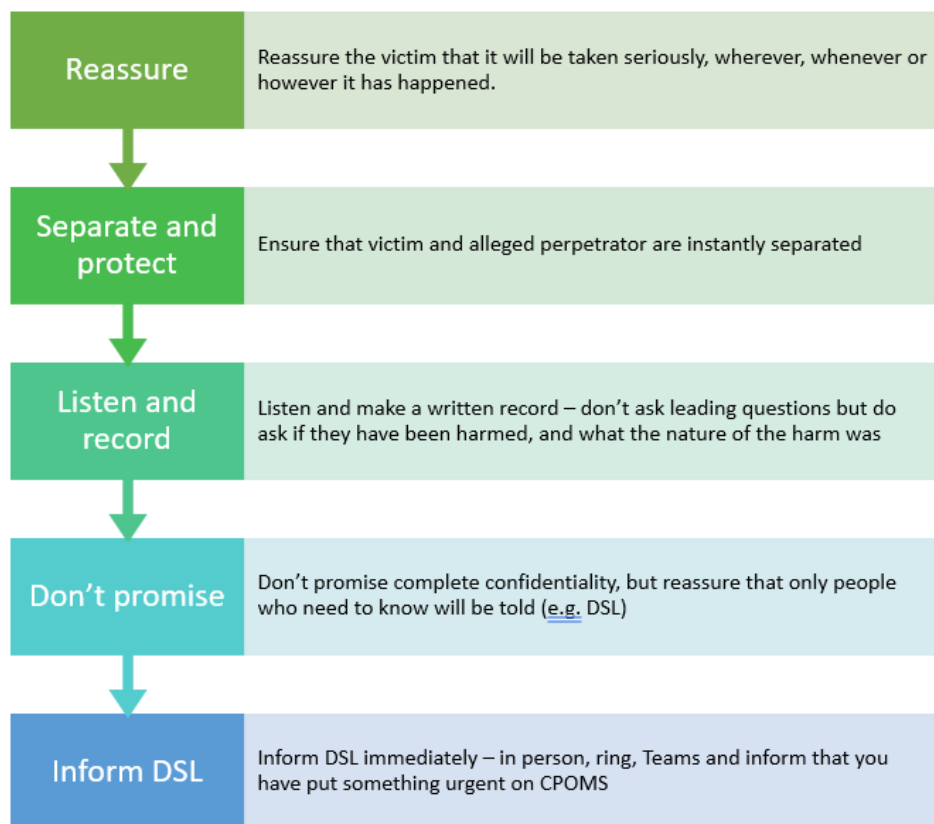 Reassure
Reassure the victim that it will be taken seriously, wherever, whenever or
however it has happened.
Separate and
protect
Ensure that victim and alleged perpetrator are instantly separated
Listen and
record
Listen and make a written record – don’t ask leading questions but do
ask if they have been harmed, and what the nature of the harm was
Don’t promise
Don’t promise complete confidentiality, but reassure that only people
who need to know will be told (e.g. DSL)
Inform DSL
Inform DSL immediately – in person, ring, Teams and inform that you
have put something urgent on CPOMS